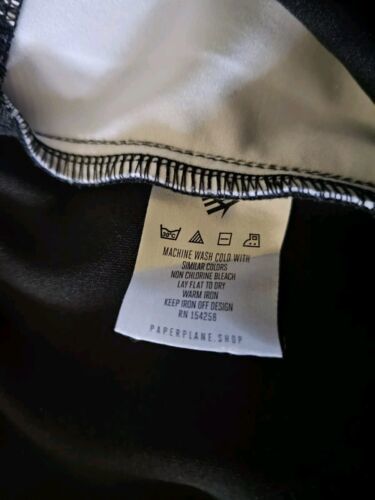 30°C
MACHINE WASH COLD WITH
SIMILAR COLORS
NON CHLORINE BLEACH
LAY FLAT TO DRY
WARM IRON
KEEP IRON OFF DESIGN
RN 154258
PAPERPLANE.SHOP